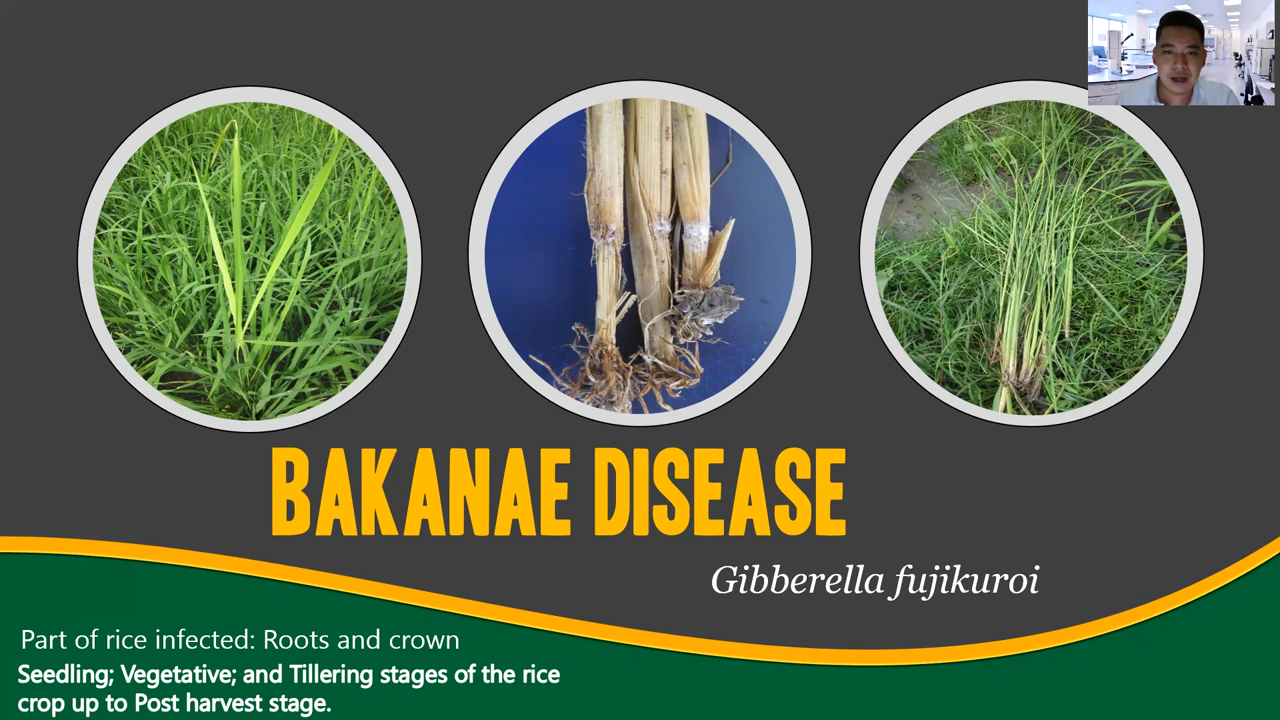 BAKANAE DISEASE
Gibberella fujikuroi
Part of rice infected: Roots and crown
Seedling; Vegetative; and Tillering stages of the rice
crop up to Post harvest stage.